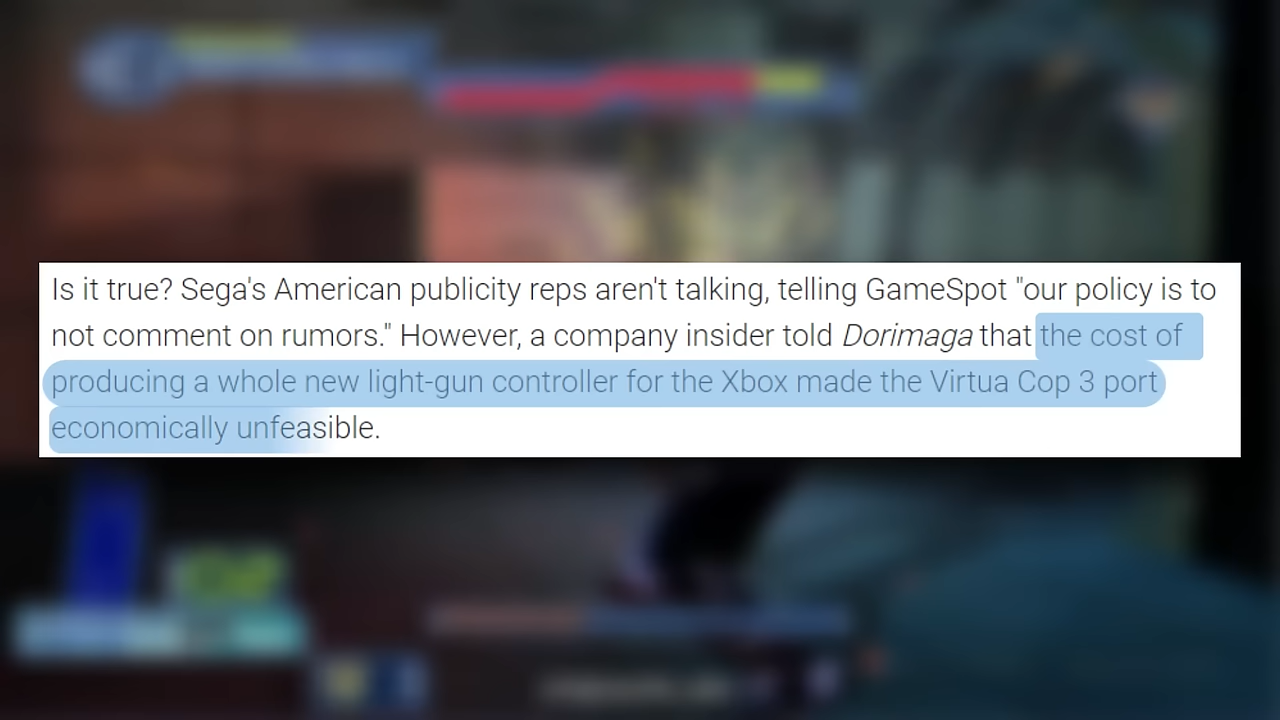 Is it true? Sega's American publicity reps aren't talking, telling GameSpot "our policy is to
not comment on rumors." However, a company insider told Dorimaga that the cost of
producing a whole new light-gun controller for the Xbox made the Virtua Cop 3 port
economically unfeasible.